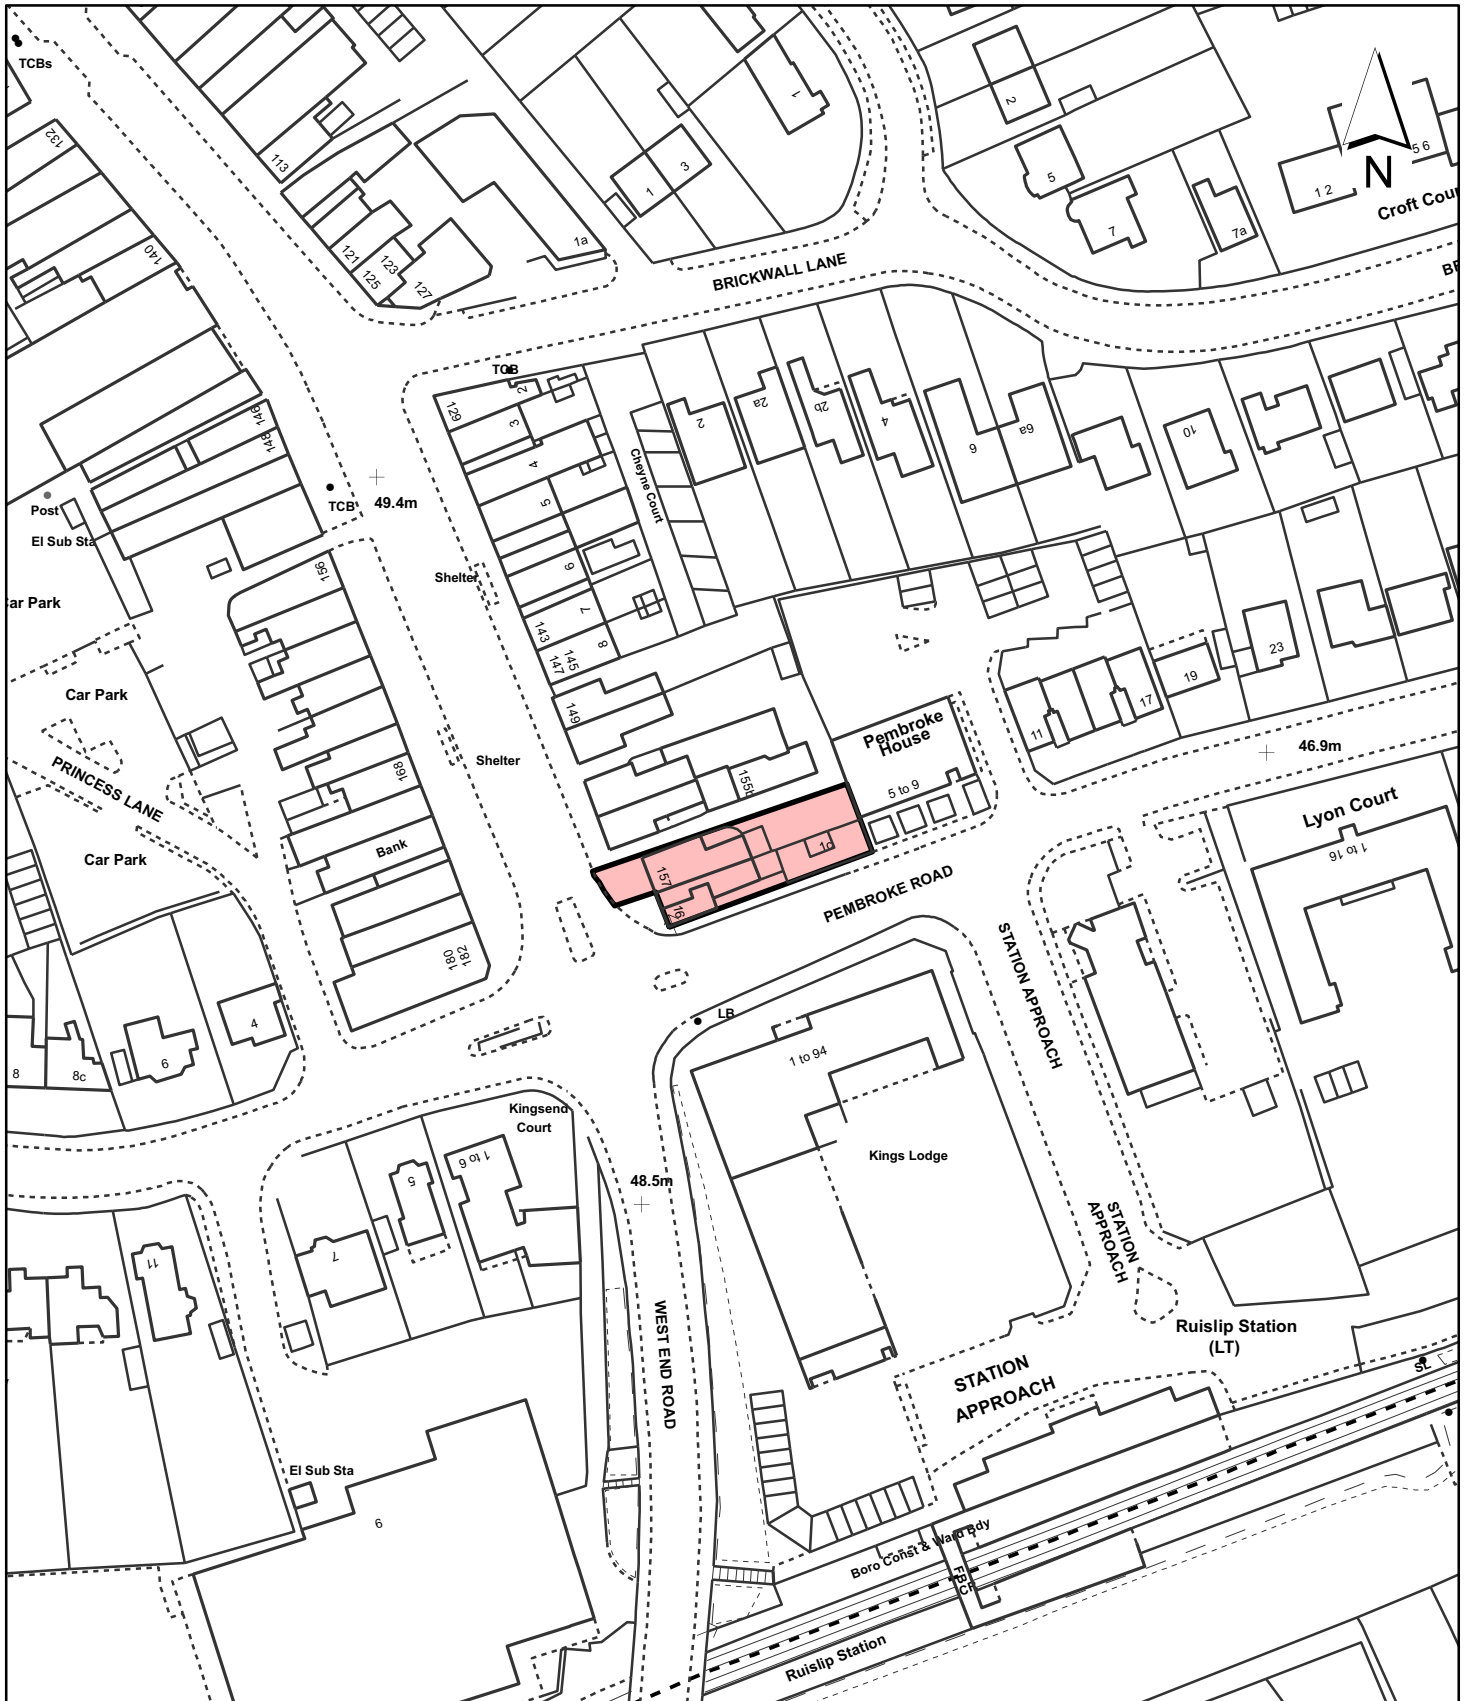 TCBs
132
113
1
3
1
2
5
7
7a
1 2
5 6
N
140
121
123
125
127
1a
BRICKWALL LANE
TCB
129
2
3
4
5
6
7
8
Cheyne Court
2
2a
2b
4
6
6a
10
146
148
Post
TCB
49.4m
El Sub Sta
156
Shelter
143
145
147
149
Car Park
PRINCESS LANE
Shelter
168
Bank
Car Park
155b
Pembroke
House
5 to 9
11
17
19
23
46.9m
Lyon Court
1 to 16
157
1c
PEMBROKE ROAD
182
180
STATION APPROACH
LB
1 to 94
4
6
8
8c
Kingsend
Court
1 to 6
5
7
11
48.5m
Kings Lodge
STATION
APPROACH
WEST END ROAD
Ruislip Station
(LT)
STATION
APPROACH
SL
El Sub Sta
6
Boro Const & Ward Bdy
FB
Ruislip Station